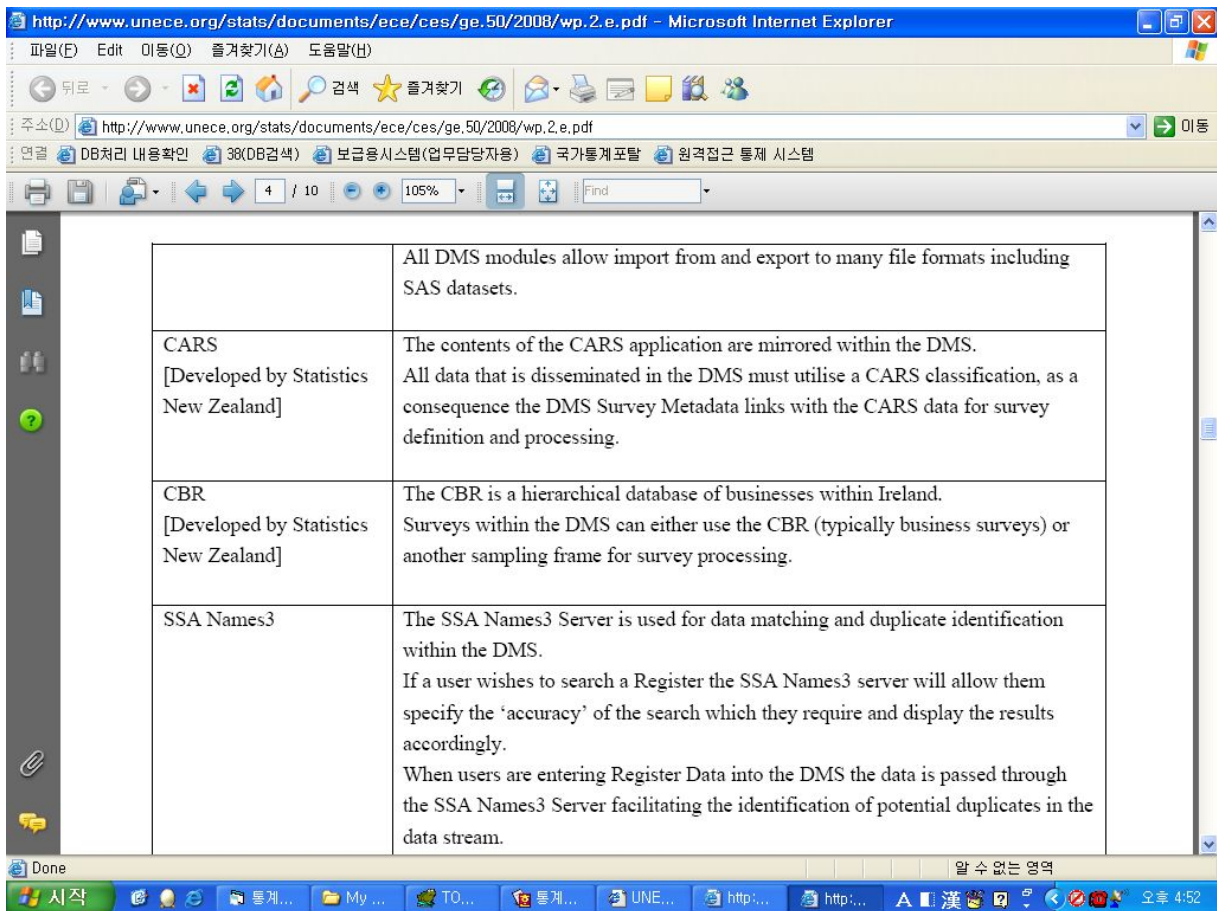 http://www.unece.org/stats/documents/ece/ces/ge.50/2008/wp.2.e.pdf - Microsoft Internet Explorer
파일(F) Edit 이동(O) 즐겨찾기(A) 도움말(H)
뒤로 검색 즐겨찾기
주소(D) http://www.unece.org/stats/documents/ece/ces/ge.50/2008/wp.2.e.pdf 이동
연결 DB처리 내용확인 38(DB검색) 보급용시스템(업무담당자용) 국가통계포탈 원격접근 통제 시스템
4 / 10 105% Find
All DMS modules allow import from and export to many file formats including
SAS datasets.
CARS
[Developed by Statistics
New Zealand]
The contents of the CARS application are mirrored within the DMS.
All data that is disseminated in the DMS must utilise a CARS classification, as a
consequence the DMS Survey Metadata links with the CARS data for survey
definition and processing.
CBR
[Developed by Statistics
New Zealand]
The CBR is a hierarchical database of businesses within Ireland.
Surveys within the DMS can either use the CBR (typically business surveys) or
another sampling frame for survey processing.
SSA Names3
The SSA Names3 Server is used for data matching and duplicate identification
within the DMS.
If a user wishes to search a Register the SSA Names3 server will allow them
specify the ‘accuracy’ of the search which they require and display the results
accordingly.
When users are entering Register Data into the DMS the data is passed through
the SSA Names3 Server facilitating the identification of potential duplicates in the
data stream.
Done 알 수 없는 영역
시작 통계... My ... TO... 통계... UNE... http:... http:... A 漢 오후 4:52